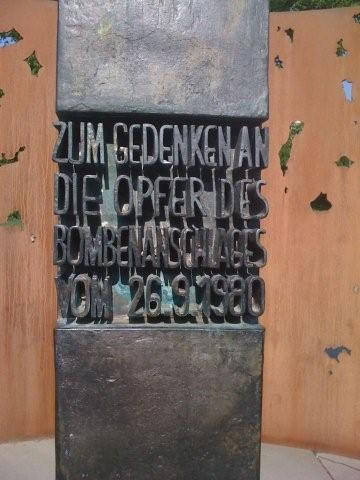 ZUM GEDENKEN AN
DIE OPFER DES
BOMBENANSCHLAGES
VOM 26.9.1980